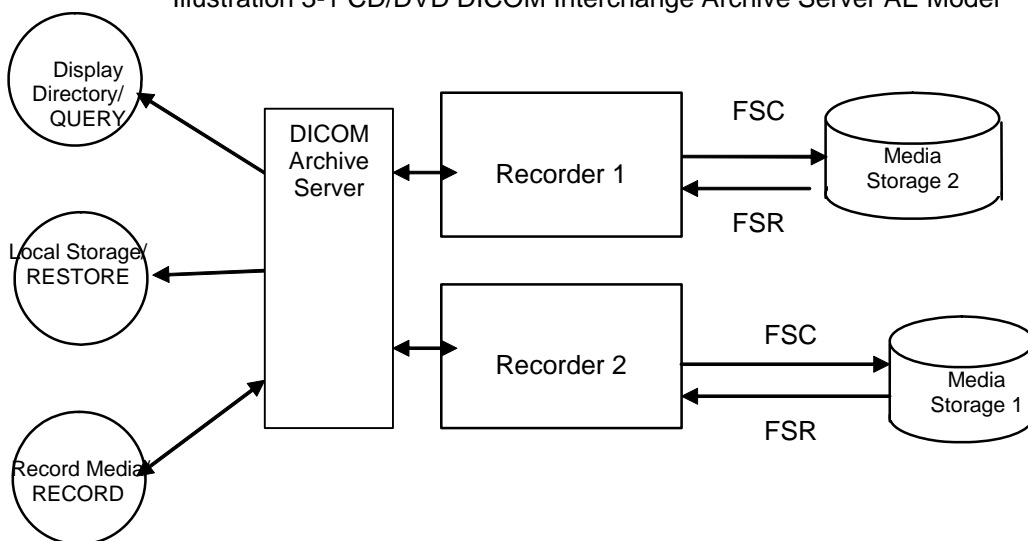 Illustration 3-1 CD/DVD DICOM Interchange Archive Server AE Model
Display
Directory/
QUERY
DICOM
Archive
Server
Recorder 1
FSC
FSR
Media
Storage 2
Local Storage/
RESTORE
Recorder 2
FSC
FSR
Media
Storage 1
Record Media/
RECORD